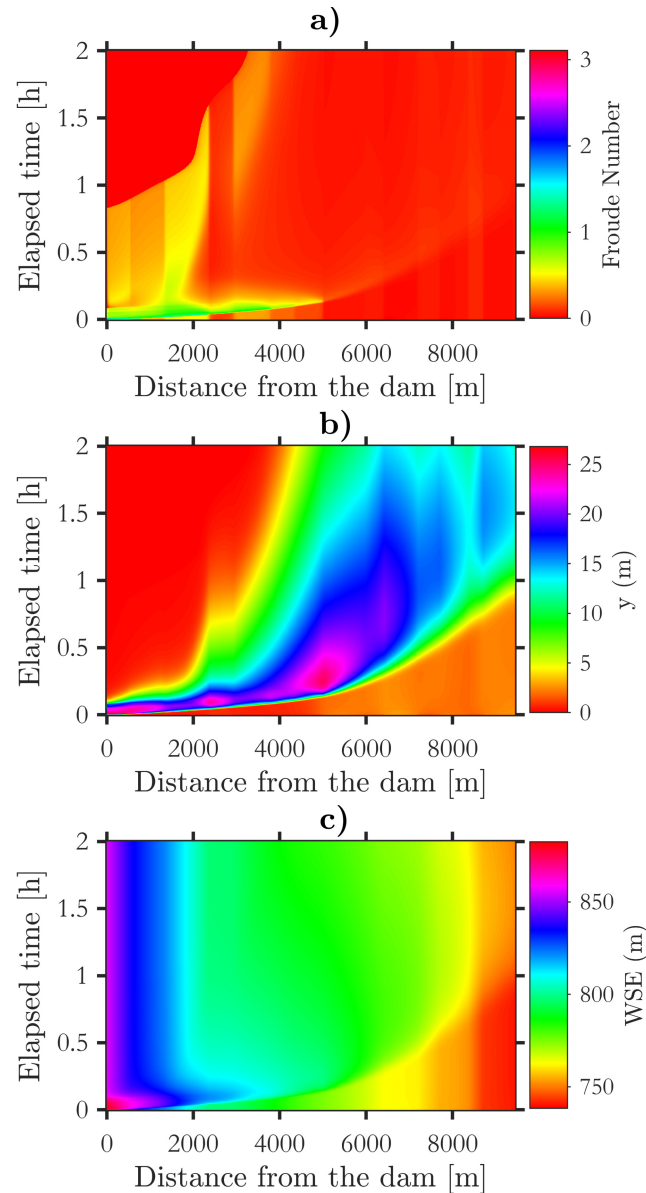 a)
2
1.5
1
0.5
0
Elapsed time [h]
0 2000 4000 6000 8000
Distance from the dam [m]
3
2
1
0
Froude Number
b)
2
1.5
1
0.5
0
Elapsed time [h]
0 2000 4000 6000 8000
Distance from the dam [m]
25
20
15
10
5
0
y (m)
c)
2
1.5
1
0.5
0
Elapsed time [h]
0 2000 4000 6000 8000
Distance from the dam [m]
850
800
750
WSE (m)